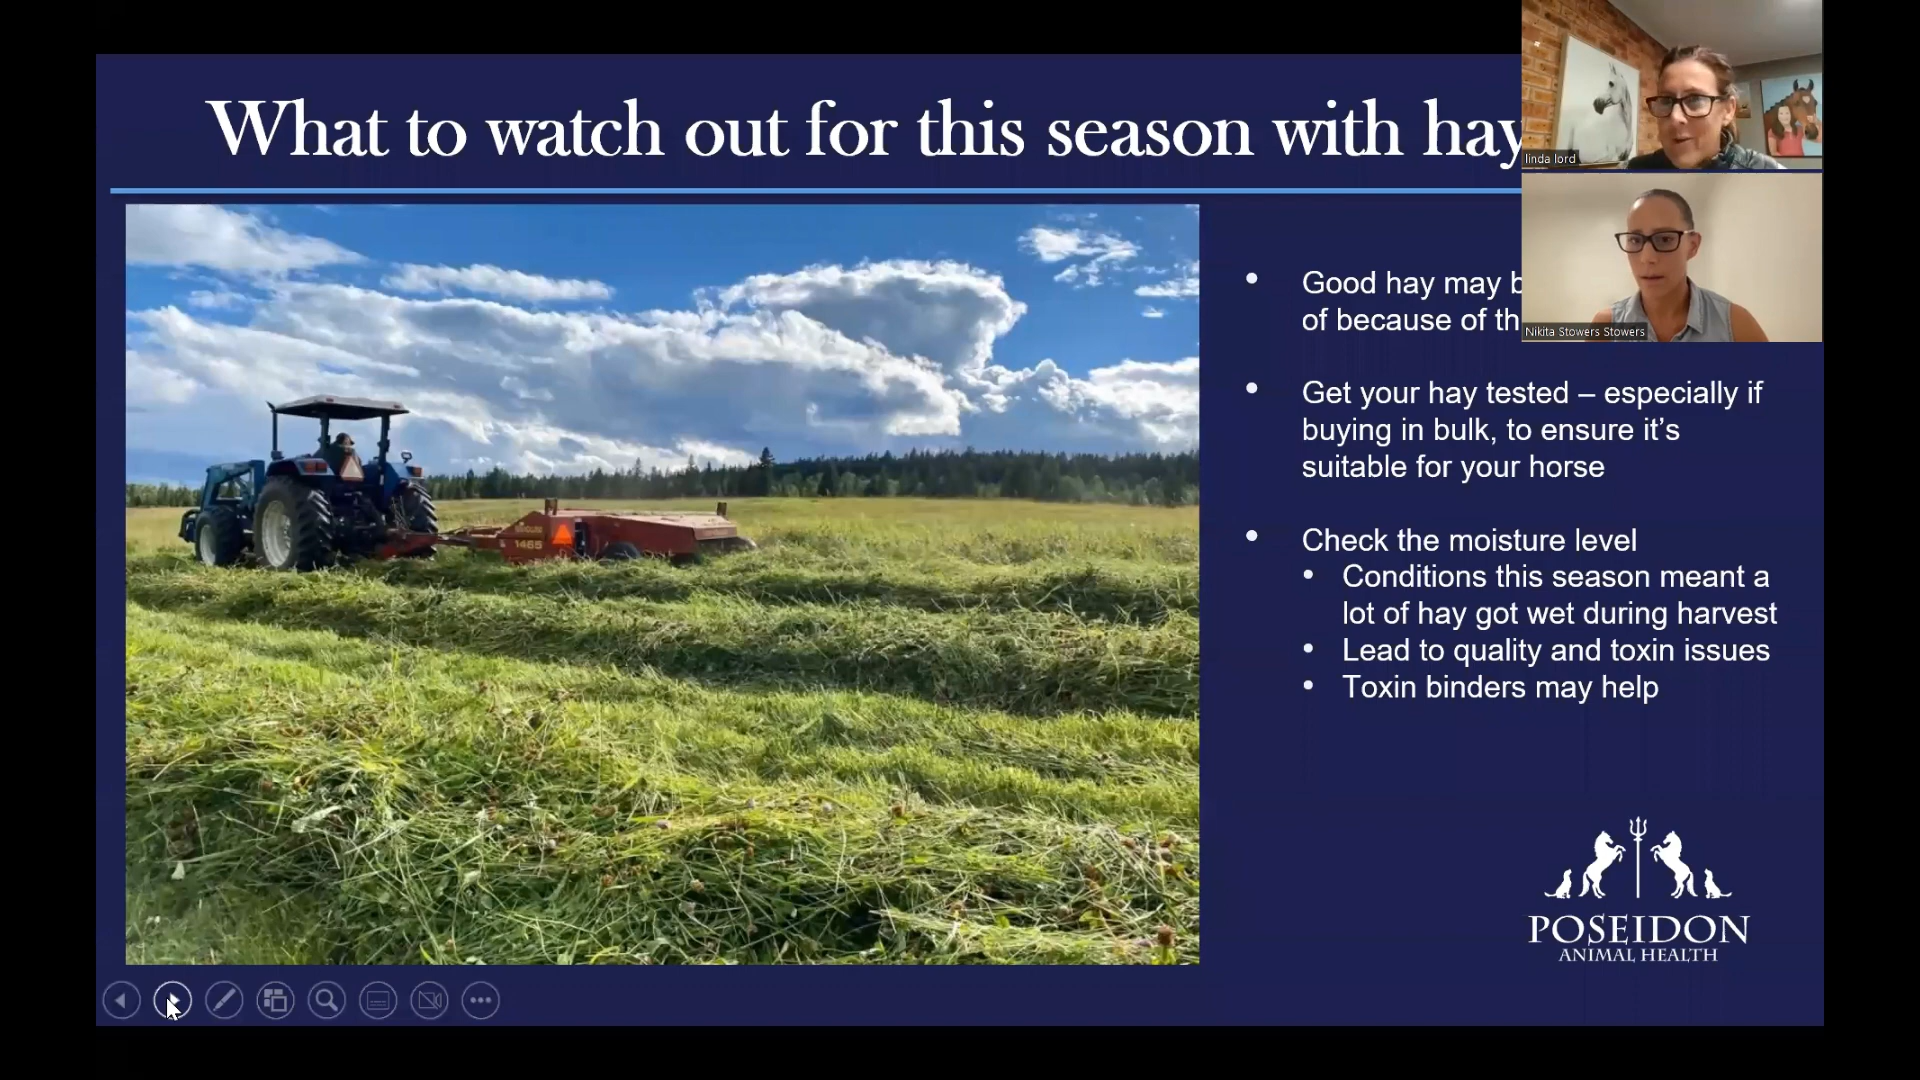 What to watch out for this season with hay
linda lord
Nikita Stowers Stowers
Good hay may
of because of
Get your hay tested – especially if
buying in bulk, to ensure it’s
suitable for your horse
Check the moisture level
Conditions this season meant a
lot of hay got wet during harvest
Lead to quality and toxin issues
Toxin binders may help
1465
POSEIDON
ANIMAL HEALTH